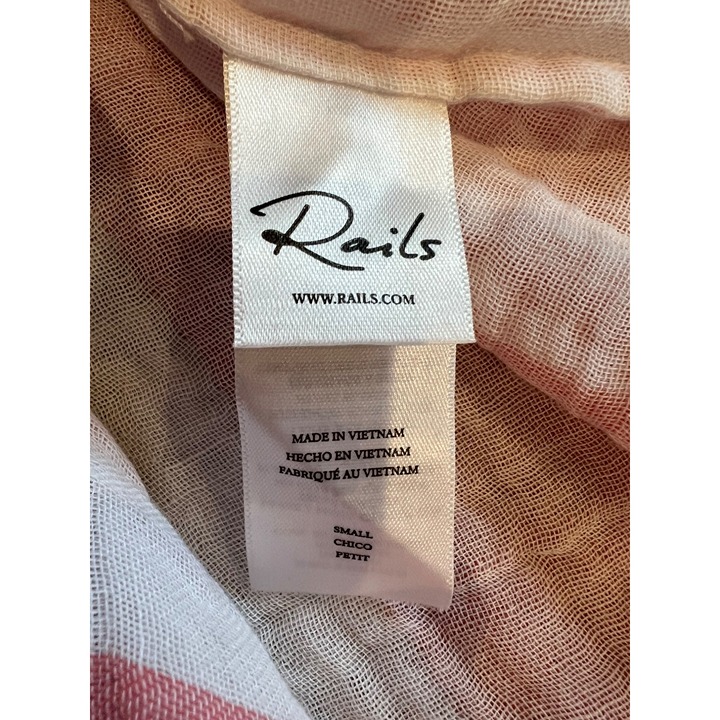 Rails
WWW.RAILS.COM
MADE IN VIETNAM
HECHO EN VIETNAM
FABRIQUÉ AU VIETNAM
SMALL
CHICO
PETIT